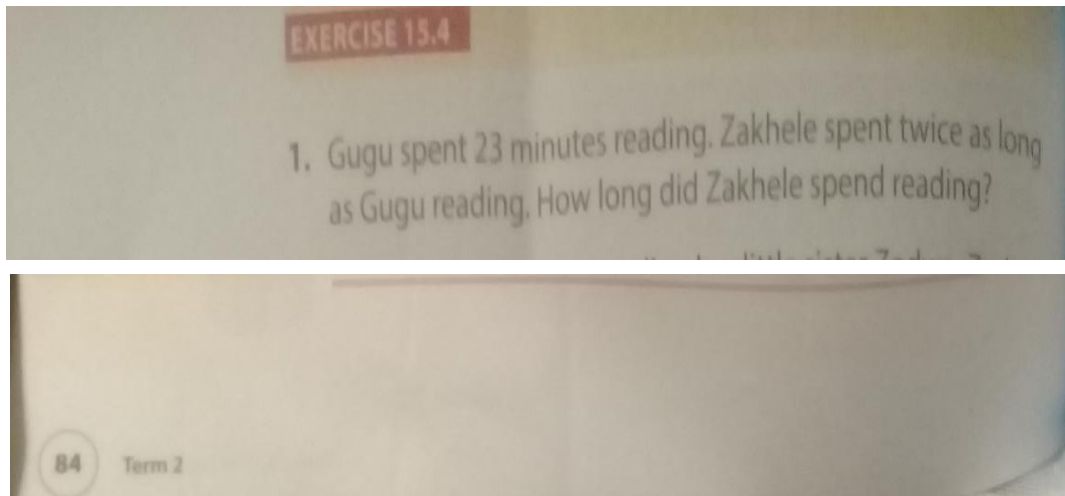 EXERCISE 15.4
1. Gugu spent 23 minutes reading. Zakhele spent twice as long
as Gugu reading. How long did Zakhele spend reading?
84 Term 2